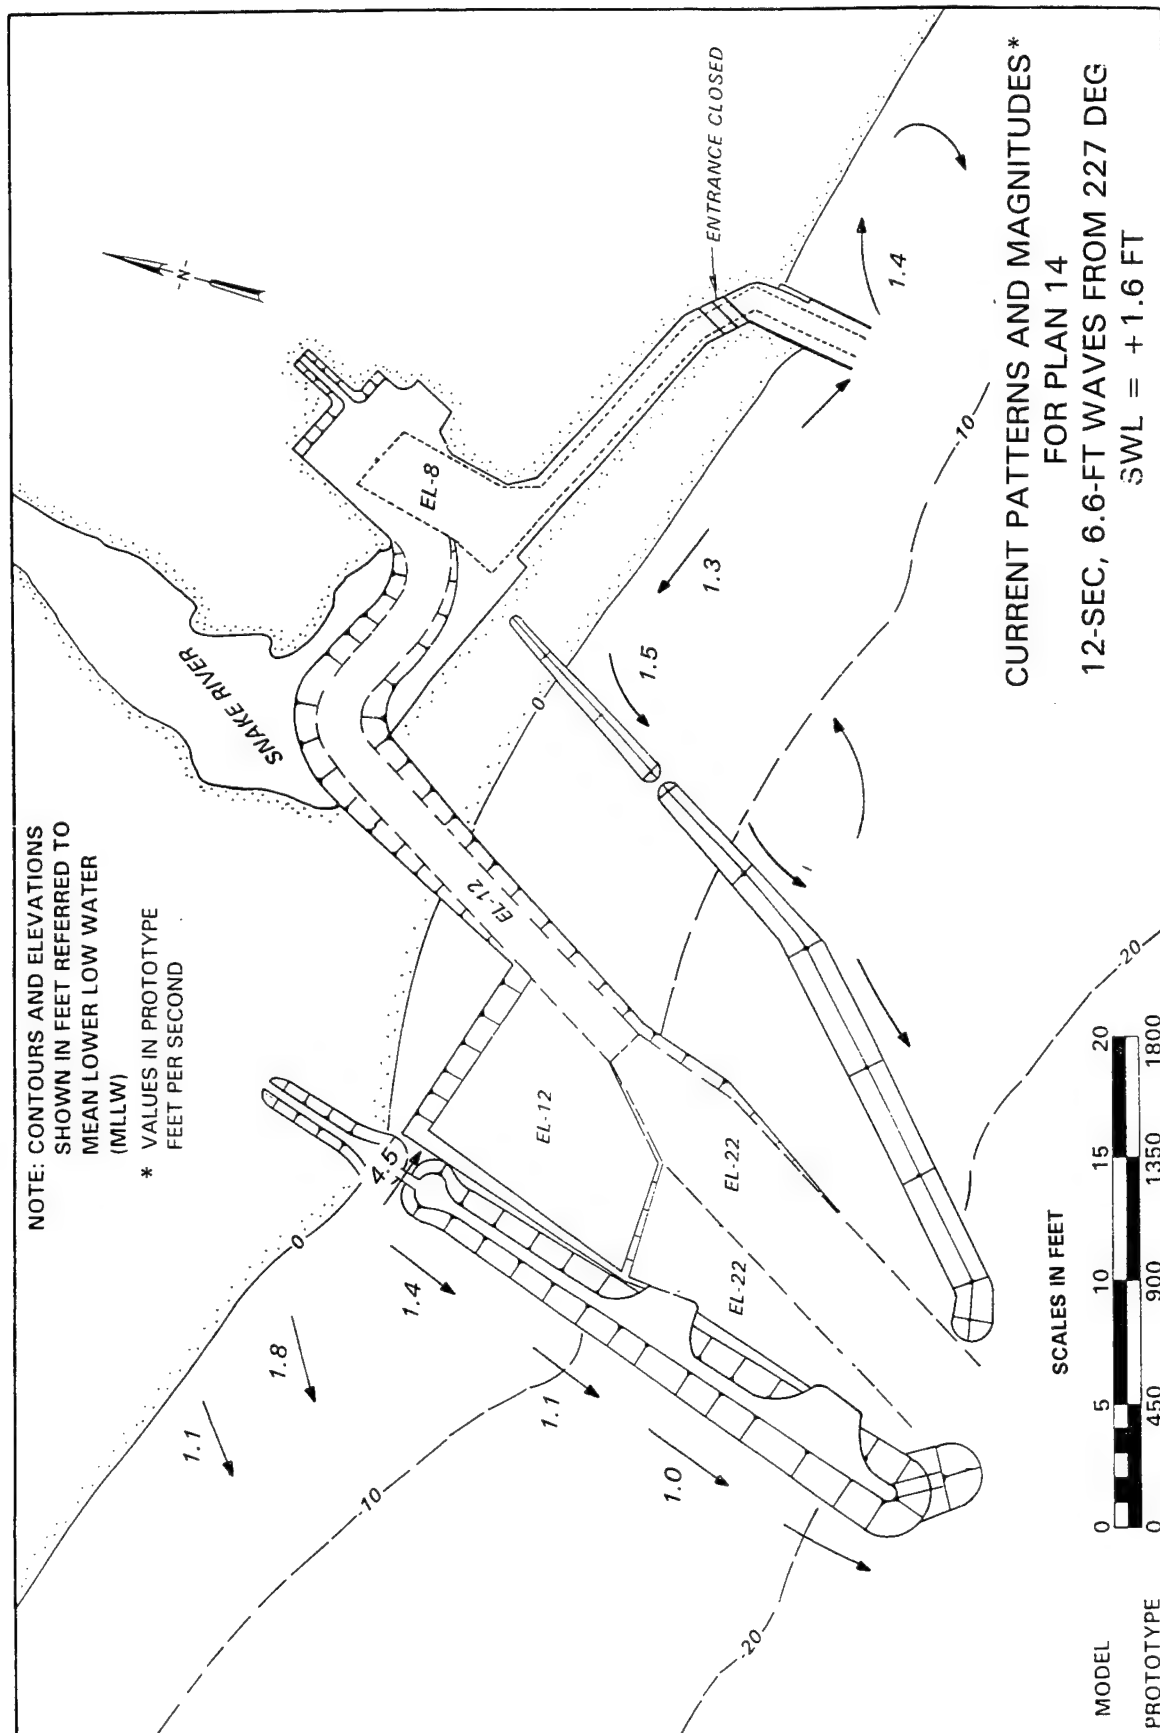 NOTE: CONTOURS AND ELEVATIONS
SHOWN IN FEET REFERRED TO
MEAN LOWER LOW WATER
(MLLW)
* VALUES IN PROTOTYPE
FEET PER SECOND
SNAKE RIVER
-N-
ENTRANCE CLOSED
EL-8
EL-12
EL-12
EL-22
EL-22
0
0
-10
-10
-20
-20
4.5
1.4
1.8
1.1
1.1
1.0
1.5
1.3
1.4
SCALES IN FEET
MODEL 0 5 10 15 20
PROTOTYPE 0 450 900 1350 1800
CURRENT PATTERNS AND MAGNITUDES*
FOR PLAN 14
12-SEC, 6.6-FT WAVES FROM 227 DEG
SWL = +1.6 FT